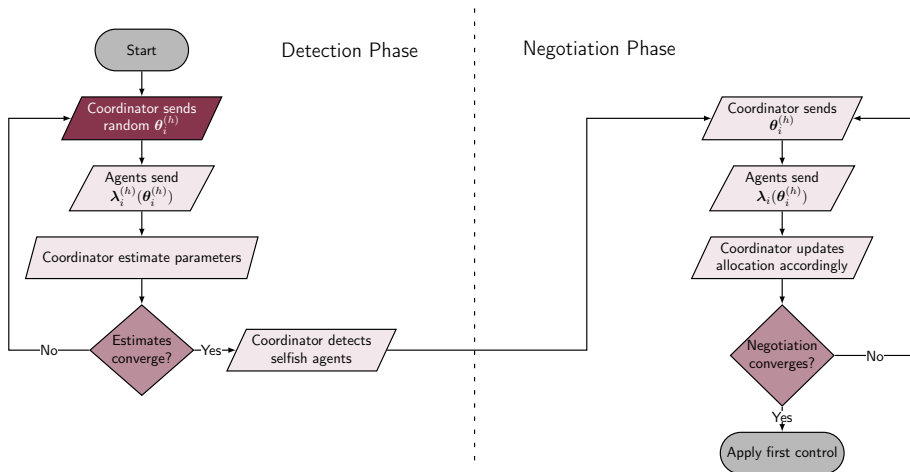 Detection Phase
Start
Coordinator sends
random θ_i^{(h)}
Agents send
λ_i^{(h)}(θ_i^{(h)})
Coordinator estimate parameters
Estimates
converge?
No
Yes
Coordinator detects
selfish agents
Negotiation Phase
Coordinator sends
θ_i^{(h)}
Agents send
λ_i(θ_i^{(h)})
Coordinator updates
allocation accordingly
Negotiation
converges?
No
Yes
Apply first control